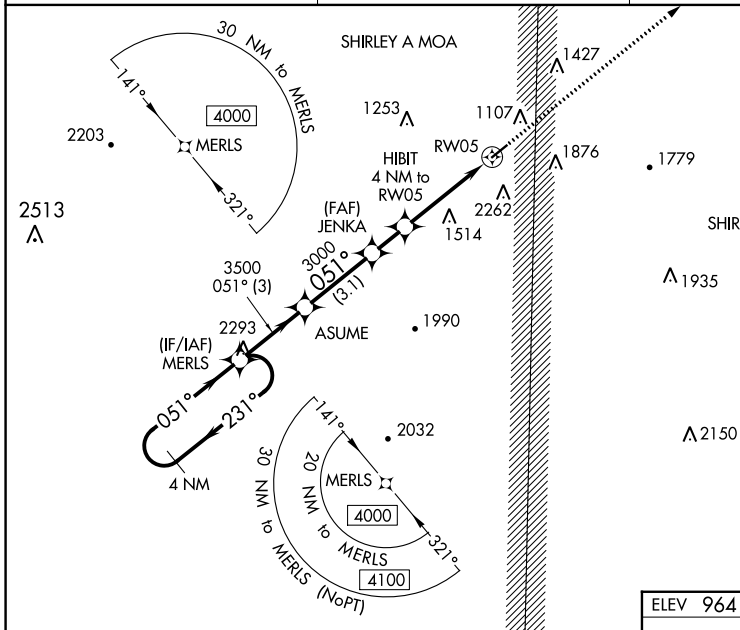 SHIRLEY A MOA
1427
30 NM to MERLS
141°
4000
MERLS
321°
2203
2513
1253
1107
HIBIT
4 NM to
RW05
RW05
1876
1779
2262
1514
SHIR
(FAF)
JENKA
3000
051°
(3.1)
3500
051° (3)
1935
ASUME
1990
2293
(IF/IAF)
MERLS
051°
231°
4 NM
141°
2032
2150
MERLS
20 NM to MERLS
4000
30 NM to MERLS (NoPT)
4100
321°
ELEV 964